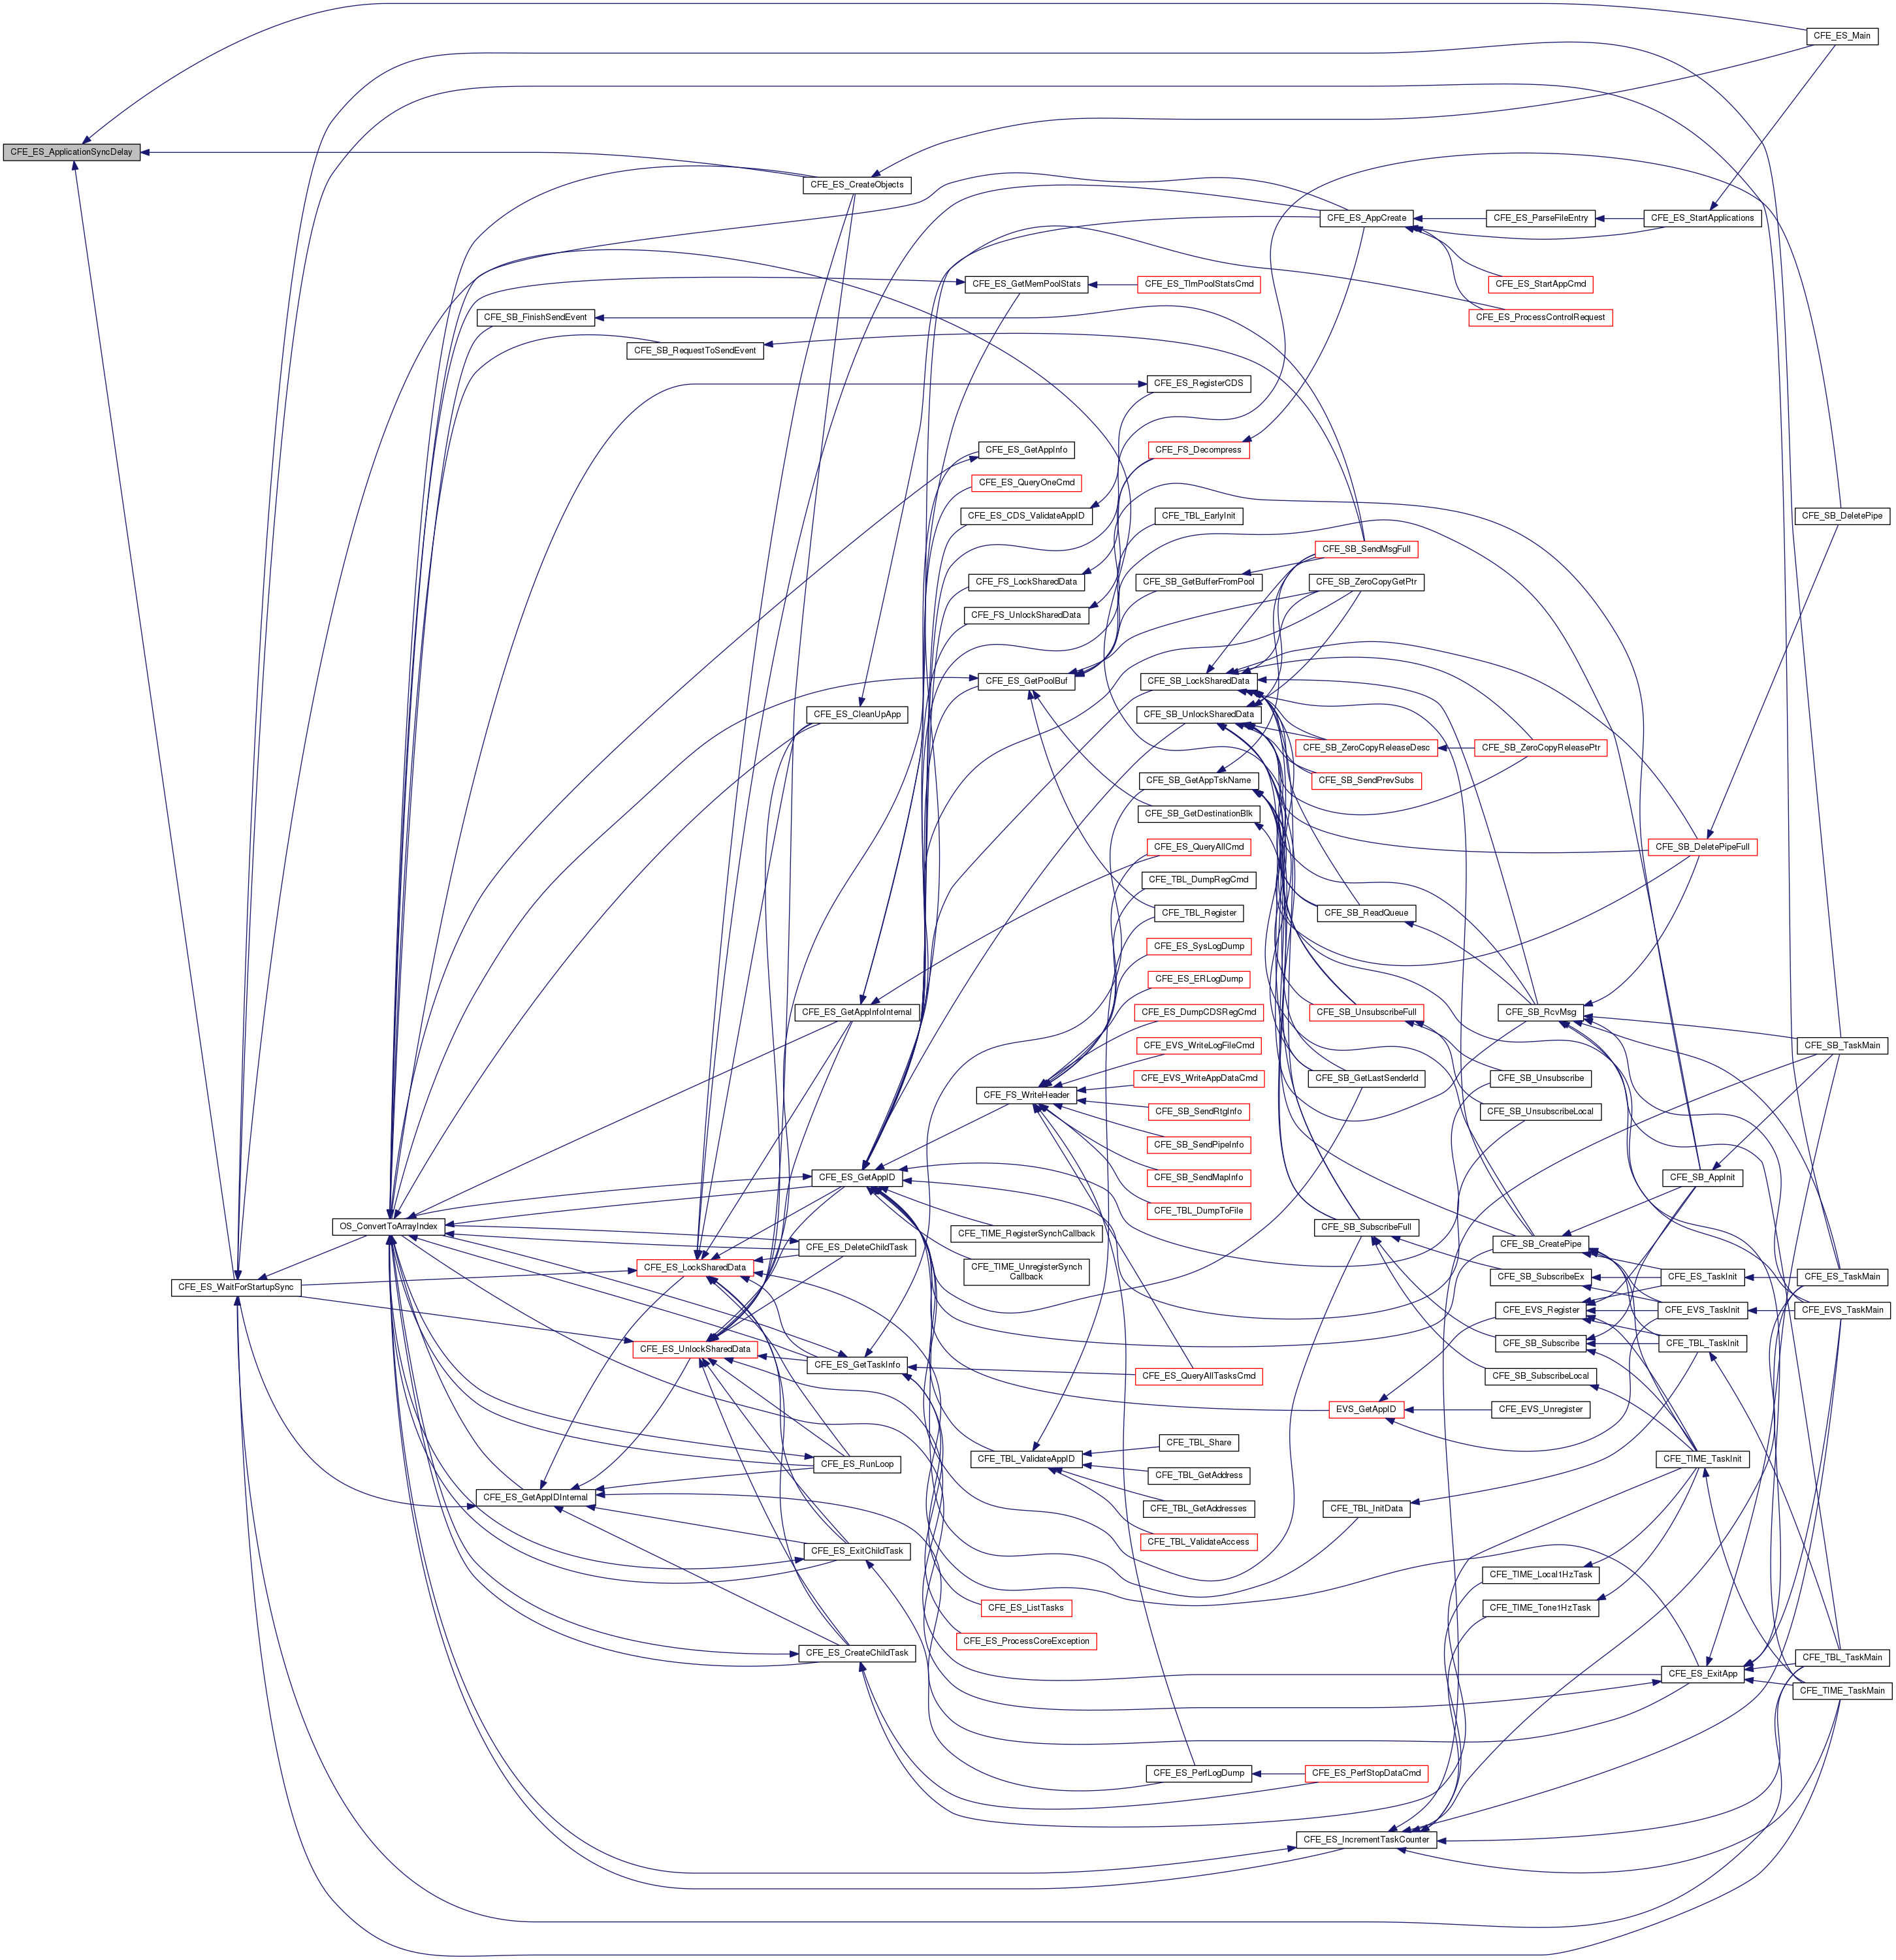 CFE_ES_Main
CFE_ES_ApplicationSyncDelay
CFE_ES_CreateObjects
CFE_ES_AppCreate
CFE_ES_ParseFileEntry
CFE_ES_StartApplications
CFE_ES_GetMemPoolStats
CFE_ES_TlmPoolStatsCmd
CFE_ES_StartAppCmd
CFE_SB_FinishSendEvent
CFE_ES_ProcessControlRequest
CFE_SB_RequestToSendEvent
CFE_ES_RegisterCDS
CFE_ES_GetAppInfo
CFE_FS_Decompress
CFE_ES_QueryOneCmd
CFE_ES_CDS_ValidateAppID
CFE_TBL_EarlyInit
CFE_SB_DeletePipe
CFE_SB_SendMsgFull
CFE_FS_LockSharedData
CFE_SB_GetBufferFromPool
CFE_SB_ZeroCopyGetPtr
CFE_FS_UnlockSharedData
CFE_ES_GetPoolBuf
CFE_SB_LockSharedData
CFE_ES_CleanUpApp
CFE_SB_UnlockSharedData
CFE_SB_ZeroCopyReleaseDesc
CFE_SB_ZeroCopyReleasePtr
CFE_SB_GetAppTskName
CFE_SB_SendPrevSubs
CFE_SB_GetDestinationBlk
CFE_ES_QueryAllCmd
CFE_SB_DeletePipeFull
CFE_TBL_DumpRegCmd
CFE_TBL_Register
CFE_SB_ReadQueue
CFE_ES_SysLogDump
CFE_ES_ERLogDump
CFE_ES_GetAppInfoInternal
CFE_ES_DumpCDSRegCmd
CFE_SB_UnsubscribeFull
CFE_SB_RcvMsg
CFE_EVS_WriteLogFileCmd
CFE_SB_TaskMain
CFE_EVS_WriteAppDataCmd
CFE_SB_GetLastSenderId
CFE_SB_Unsubscribe
CFE_FS_WriteHeader
CFE_SB_SendRtgInfo
CFE_SB_UnsubscribeLocal
CFE_SB_SendPipeInfo
CFE_ES_GetAppID
CFE_SB_SendMapInfo
CFE_SB_AppInit
CFE_TBL_DumpToFile
OS_ConvertToArrayIndex
CFE_TIME_RegisterSynchCallback
CFE_SB_SubscribeFull
CFE_SB_CreatePipe
CFE_ES_DeleteChildTask
CFE_ES_LockSharedData
CFE_TIME_UnregisterSynch
Callback
CFE_SB_SubscribeEx
CFE_ES_TaskInit
CFE_ES_TaskMain
CFE_ES_WaitForStartupSync
CFE_EVS_Register
CFE_EVS_TaskInit
CFE_EVS_TaskMain
CFE_ES_UnlockSharedData
CFE_SB_Subscribe
CFE_TBL_TaskInit
CFE_ES_GetTaskInfo
CFE_ES_QueryAllTasksCmd
CFE_SB_SubscribeLocal
EVS_GetAppID
CFE_EVS_Unregister
CFE_TBL_Share
CFE_TBL_ValidateAppID
CFE_TIME_TaskInit
CFE_ES_RunLoop
CFE_TBL_GetAddress
CFE_ES_GetAppIDInternal
CFE_TBL_GetAddresses
CFE_TBL_InitData
CFE_TBL_ValidateAccess
CFE_ES_ExitChildTask
CFE_TIME_Local1HzTask
CFE_ES_ListTasks
CFE_TIME_Tone1HzTask
CFE_ES_ProcessCoreException
CFE_ES_CreateChildTask
CFE_TBL_TaskMain
CFE_ES_ExitApp
CFE_TIME_TaskMain
CFE_ES_PerfLogDump
CFE_ES_PerfStopDataCmd
CFE_ES_IncrementTaskCounter